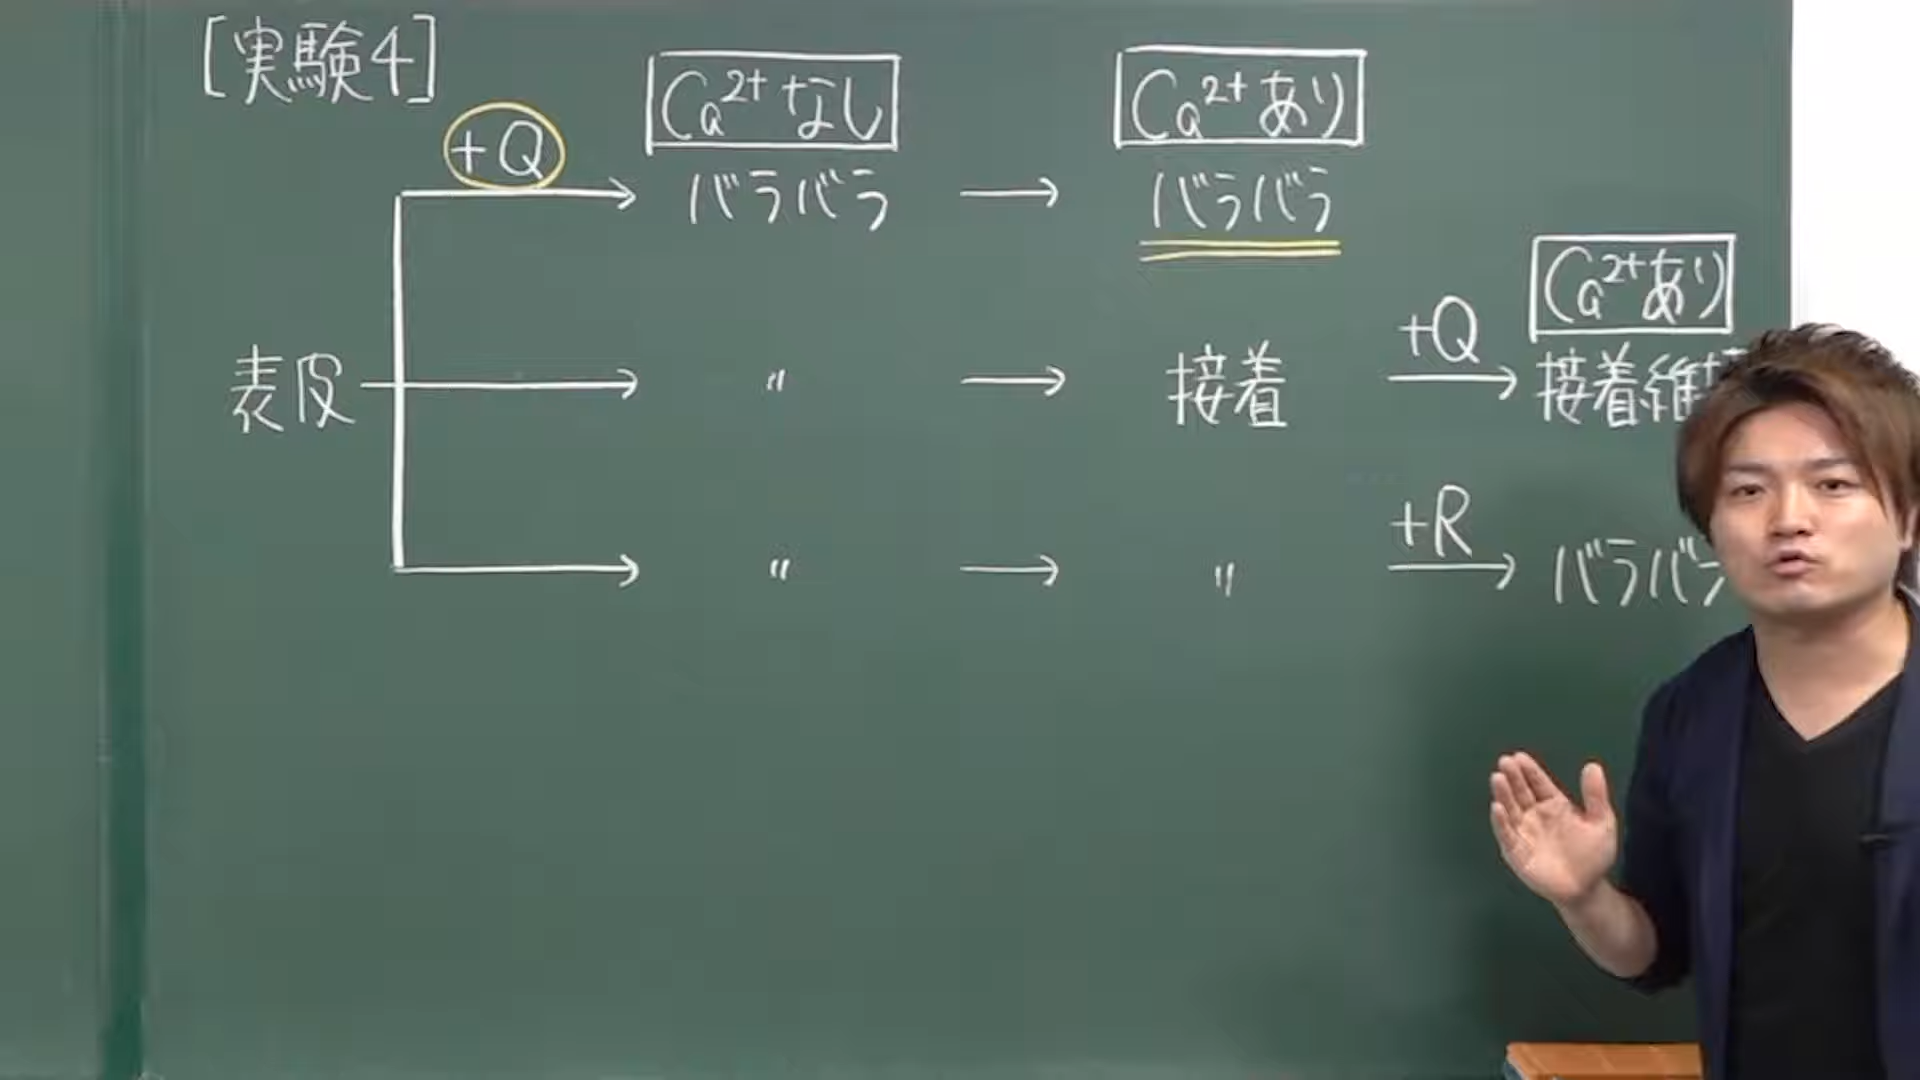 [実験4]
+Q
Ca²⁺なし
Ca²⁺あり
バラバラ → バラバラ
Ca²⁺あり
表皮
〃 → 接着
+Q
接着維
〃 → 〃
+R
バラバラ